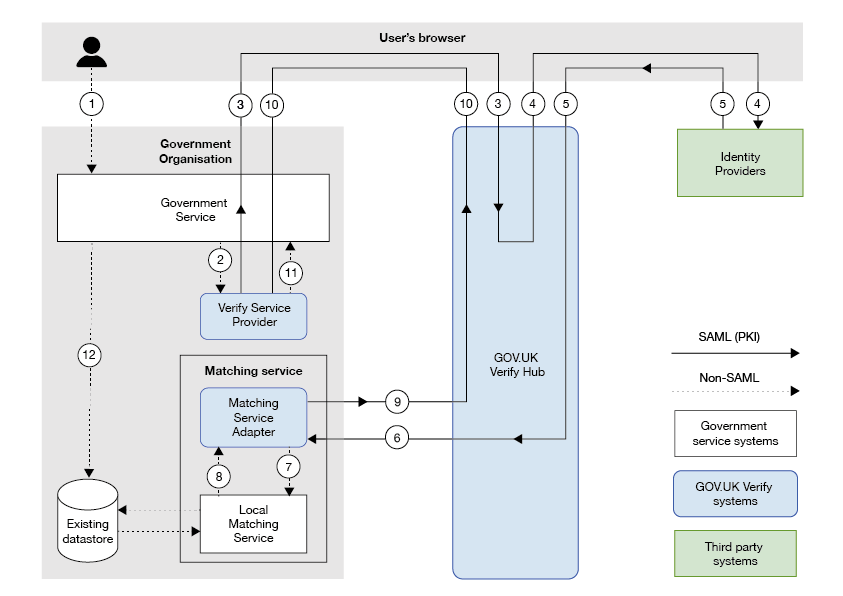 User's browser
1
3
10
10
3
4
5
5
4
Government
Organisation
Government
Service
Identity
Providers
2
11
Verify Service
Provider
12
Matching service
Matching
Service
Adapter
9
6
GOV.UK
Verify Hub
8
7
Local
Matching
Service
Existing
datastore
SAML (PKI)
Non-SAML
Government
service systems
GOV.UK Verify
systems
Third party
systems